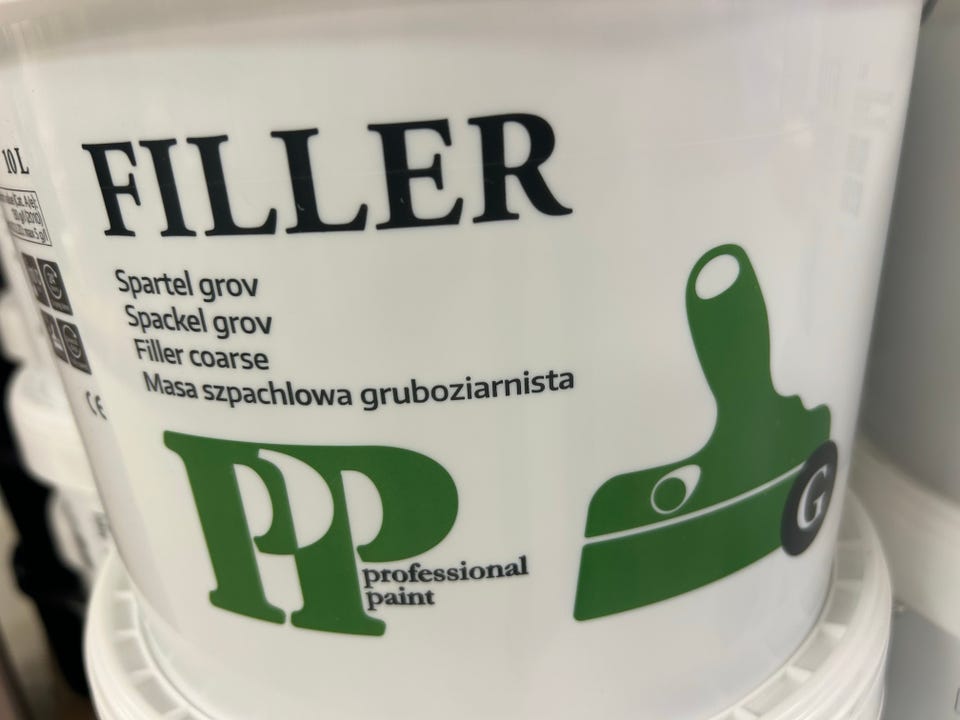 FILLER
10 L
Spartel grov
Spackel grov
Filler coarse
Masa szpachlowa gruboziarnista
CE
PP
professional
paint
G